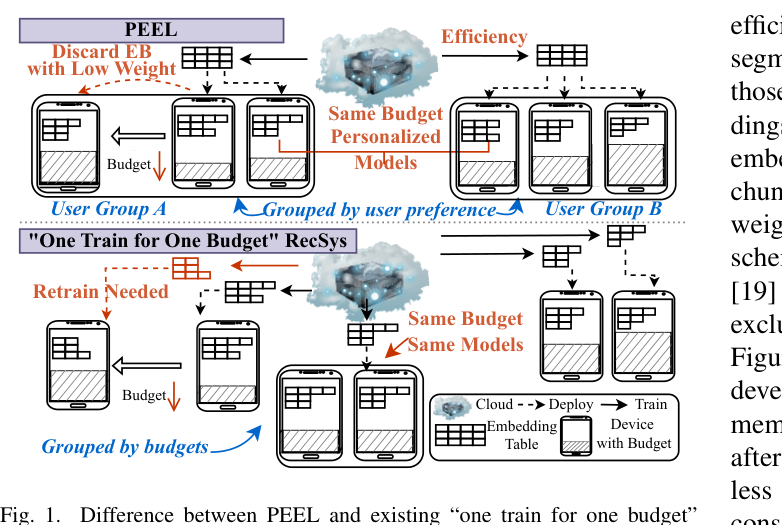 PEEL
Discard EB
with Low Weight
Efficiency
Same Budget
Personalized
Models
Budget
User Group A
Grouped by user preference
User Group B
"One Train for One Budget" RecSys
Retrain Needed
Same Budget
Same Models
Budget
Grouped by budgets
Cloud
Deploy
Train
Embedding
Table
Device
with Budget
Fig. 1. Difference between PEEL and existing “one train for one budget”
effici
segm
those
dings
embe
chun
weig
scher
[19]
exclu
Figu
deve
mem
after
less
cons